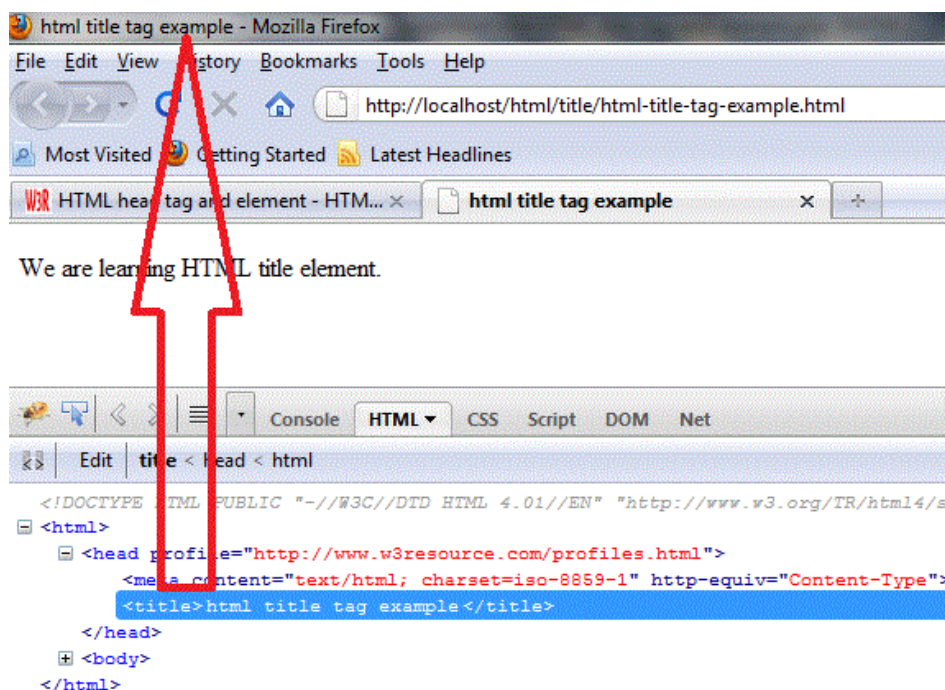 html title tag example - Mozilla Firefox
File Edit View History Bookmarks Tools Help
http://localhost/html/title/html-title-tag-example.html
Most Visited Getting Started Latest Headlines
W3R HTML head tag and element - HTM... html title tag example
We are learning HTML title element.
Console HTML CSS Script DOM Net
Edit title < head < html
<!DOCTYPE HTML PUBLIC "-//W3C//DTD HTML 4.01//EN" "http://www.w3.org/TR/html4/s
<html>
<head profile="http://www.w3resource.com/profiles.html">
<meta content="text/html; charset=iso-8859-1" http-equiv="Content-Type">
<title>html title tag example</title>
</head>
<body>
</html>